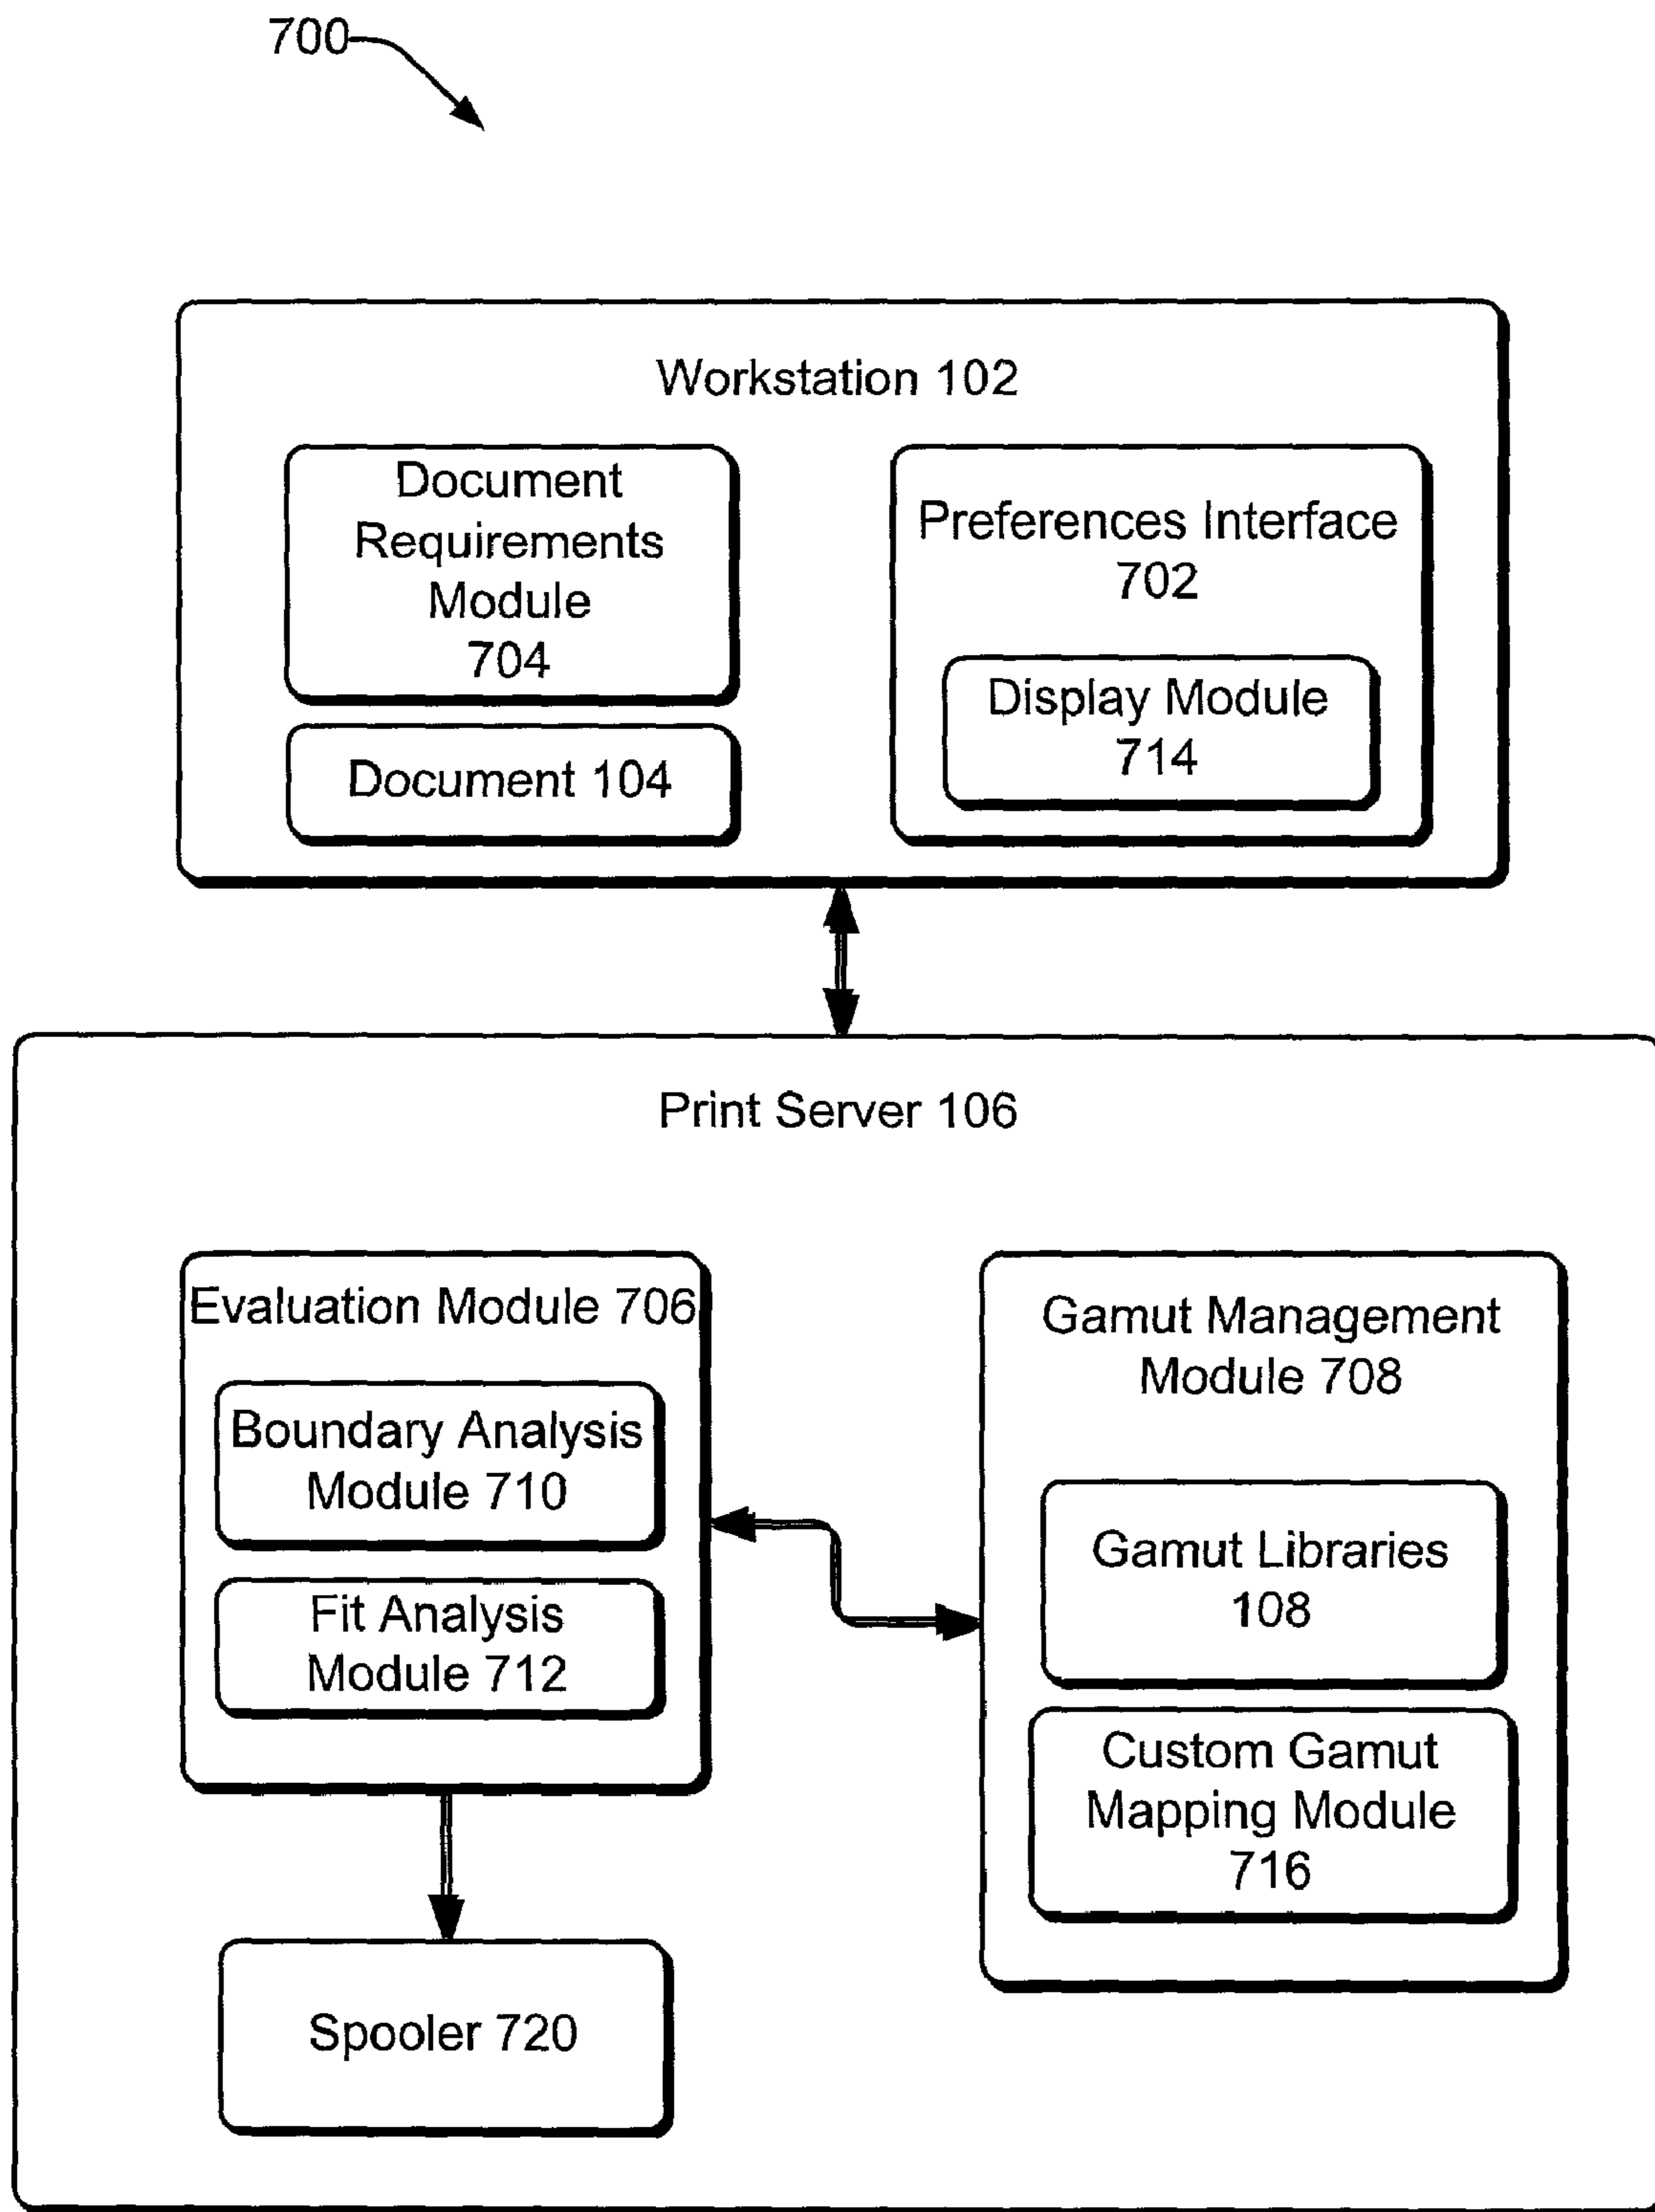 700
Workstation 102
Document
Requirements
Module
704
Document 104
Preferences Interface
702
Display Module
714
Print Server 106
Evaluation Module 706
Boundary Analysis
Module 710
Fit Analysis
Module 712
Spooler 720
Gamut Management
Module 708
Gamut Libraries
108
Custom Gamut
Mapping Module
716